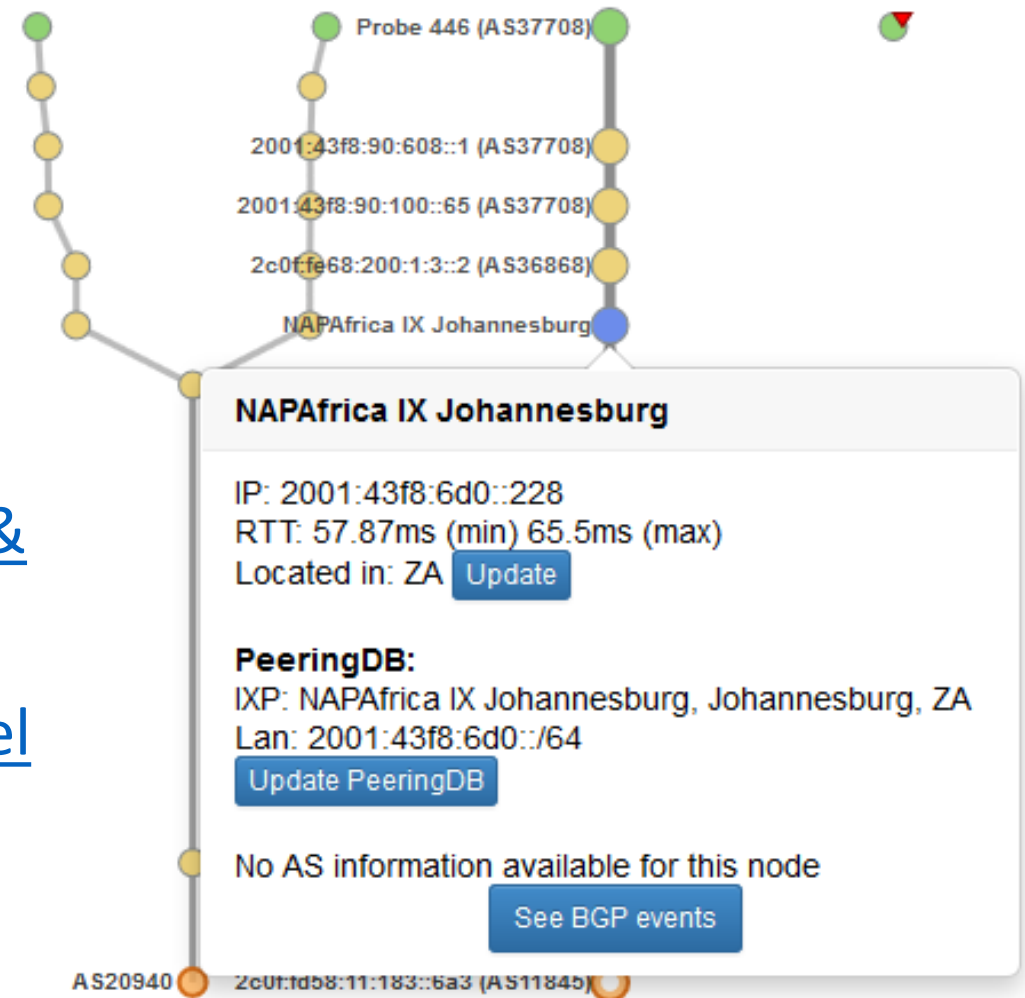 Probe 446 (AS37708)
2001:43f8:90:608::1 (AS37708)
2001:43f8:90:100::65 (AS37708)
2c0f:fe68:200:1:3::2 (AS36868)
NAPAfrica IX Johannesburg
NAPAfrica IX Johannesburg
&
IP: 2001:43f8:6d0::228
RTT: 57.87ms (min) 65.5ms (max)
Located in: ZA Update
PeeringDB:
IXP: NAPAfrica IX Johannesburg, Johannesburg, ZA
el
Lan: 2001:43f8:6d0::/64
Update PeeringDB
No AS information available for this node
See BGP events
AS20940 2c0f:fd58:11:183::6a3 (AS11845)